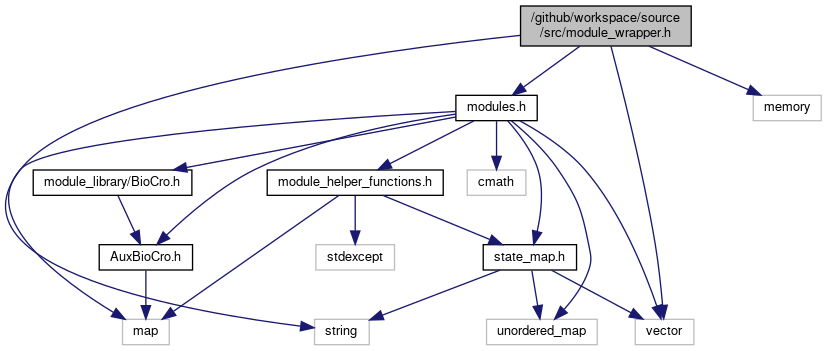 /github/workspace/source
/src/module_wrapper.h
modules.h
memory
module_library/BioCro.h
module_helper_functions.h
cmath
AuxBioCro.h
stdexcept
state_map.h
map
string
unordered_map
vector